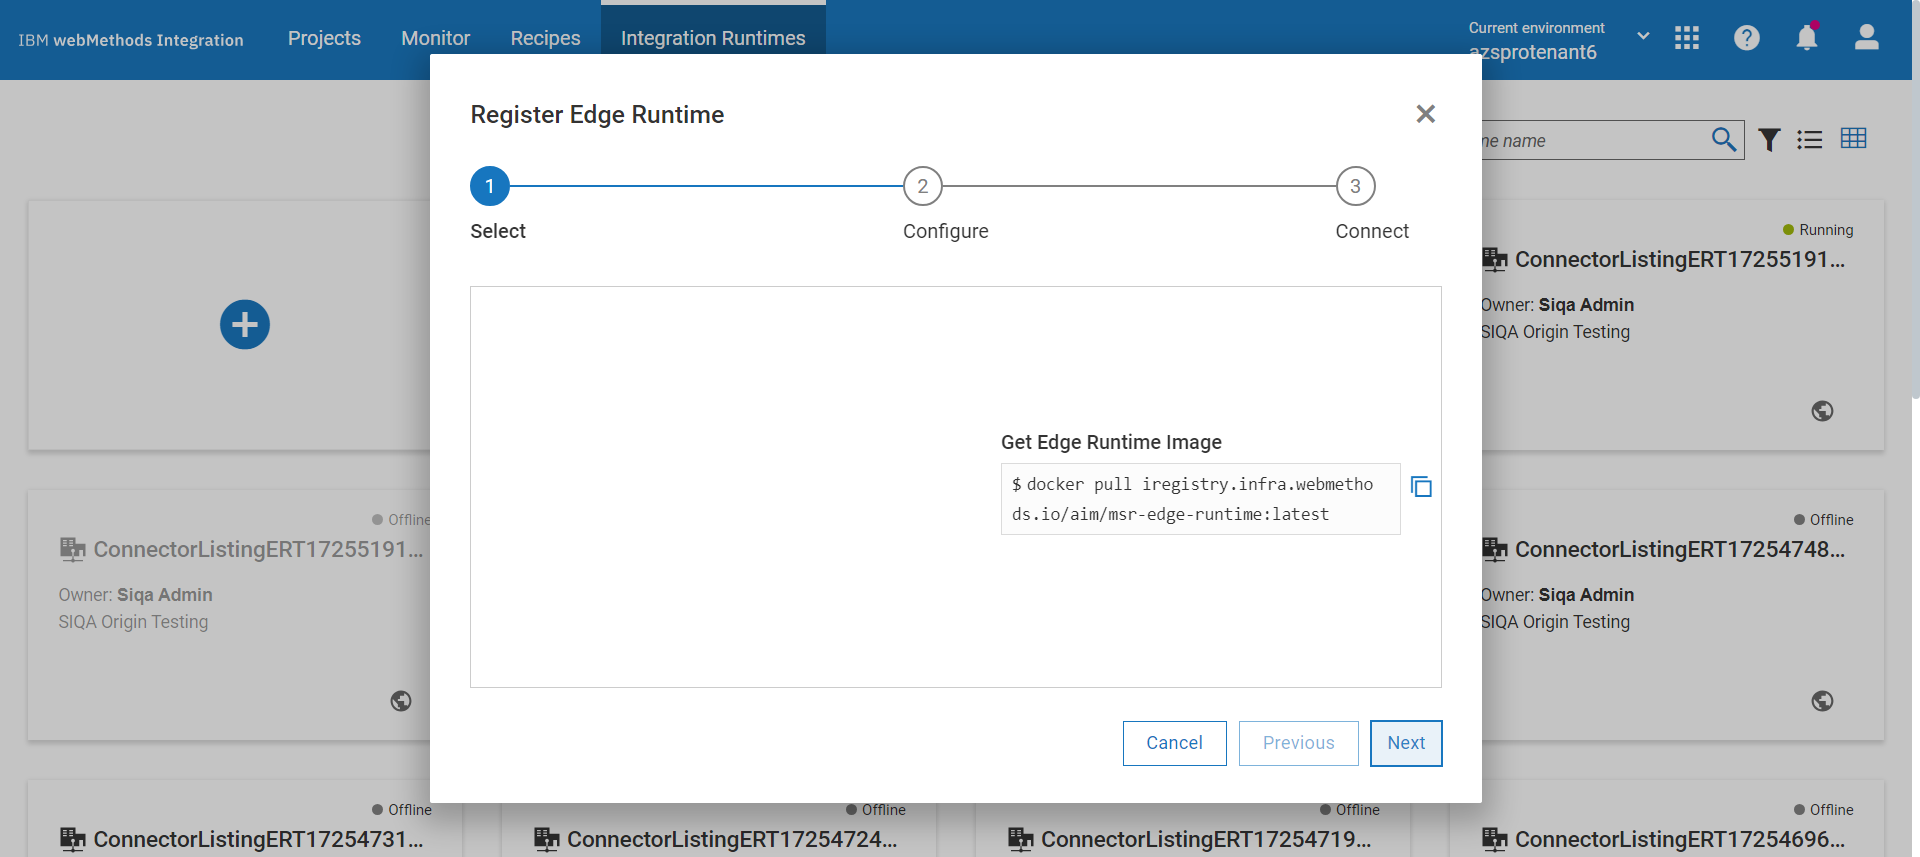 IBM webMethods Integration
Projects
Monitor
Recipes
Integration Runtimes
Current environment
azsprotenant6
Register Edge Runtime
1
2
3
Select
Configure
Connect
Get Edge Runtime Image
$ docker pull iregistry.infra.webmetho
ds.io/aim/msr-edge-runtime:latest
Cancel
Previous
Next
name
Running
ConnectorListingERT17255191...
Owner: Siqa Admin
SIQA Origin Testing
Offline
ConnectorListingERT17255191...
Owner: Siqa Admin
SIQA Origin Testing
Offline
ConnectorListingERT17254748...
Owner: Siqa Admin
SIQA Origin Testing
Offline
ConnectorListingERT17254731...
Offline
ConnectorListingERT17254724...
Offline
ConnectorListingERT17254719...
Offline
ConnectorListingERT17254696...